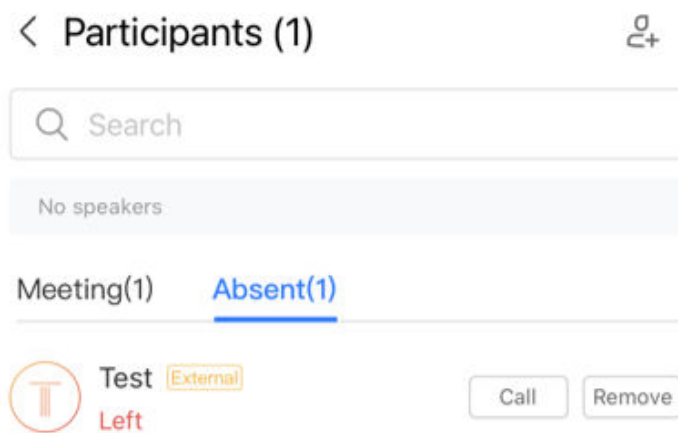 Participants (1)
Search
No speakers
Meeting(1) Absent(1)
T
Test External
Left
Call Remove